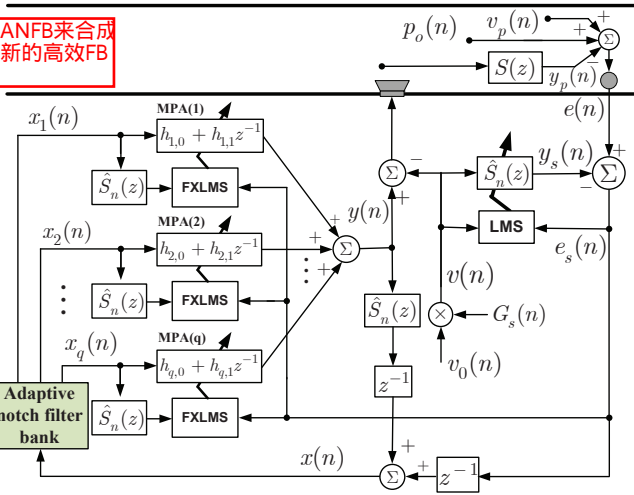 ANFB来合成
新的高效FB
p_o(n)
v_p(n)
+
+
Σ
S(z)
y_p(n)
−
e(n)
x_1(n)
MPA(1)
h_{1,0} + h_{1,1}z^{-1}
Ŝ_n(z)
FXLMS
x_2(n)
MPA(2)
h_{2,0} + h_{2,1}z^{-1}
Ŝ_n(z)
FXLMS
⋮
x_q(n)
MPA(q)
h_{q,0} + h_{q,1}z^{-1}
Ŝ_n(z)
FXLMS
+
+
+
⋮
Σ
y(n)
Σ
−
+
Ŝ_n(z)
y_s(n)
+
−
Σ
LMS
e_s(n)
v(n)
×
G_s(n)
v_0(n)
Ŝ_n(z)
z^{-1}
Adaptive
notch filter
bank
x(n)
+
Σ
+
z^{-1}